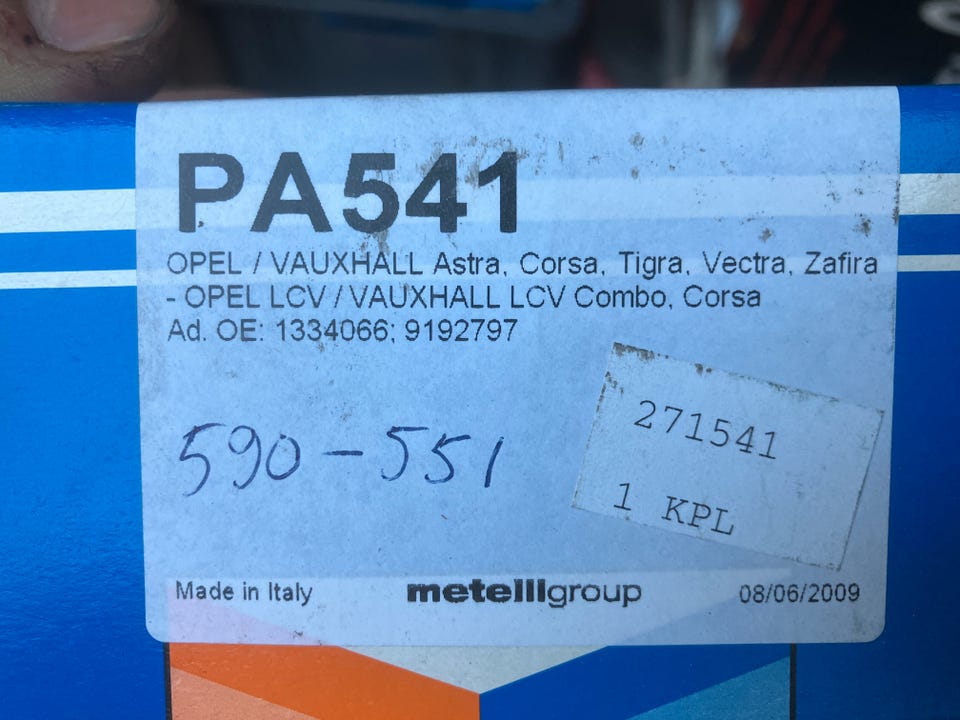 PA541
OPEL / VAUXHALL Astra, Corsa, Tigra, Vectra, Zafira
- OPEL LCV / VAUXHALL LCV Combo, Corsa
Ad. OE: 1334066; 9192797
590-551
271541
1 KPL
Made in Italy metelligroup 08/06/2009